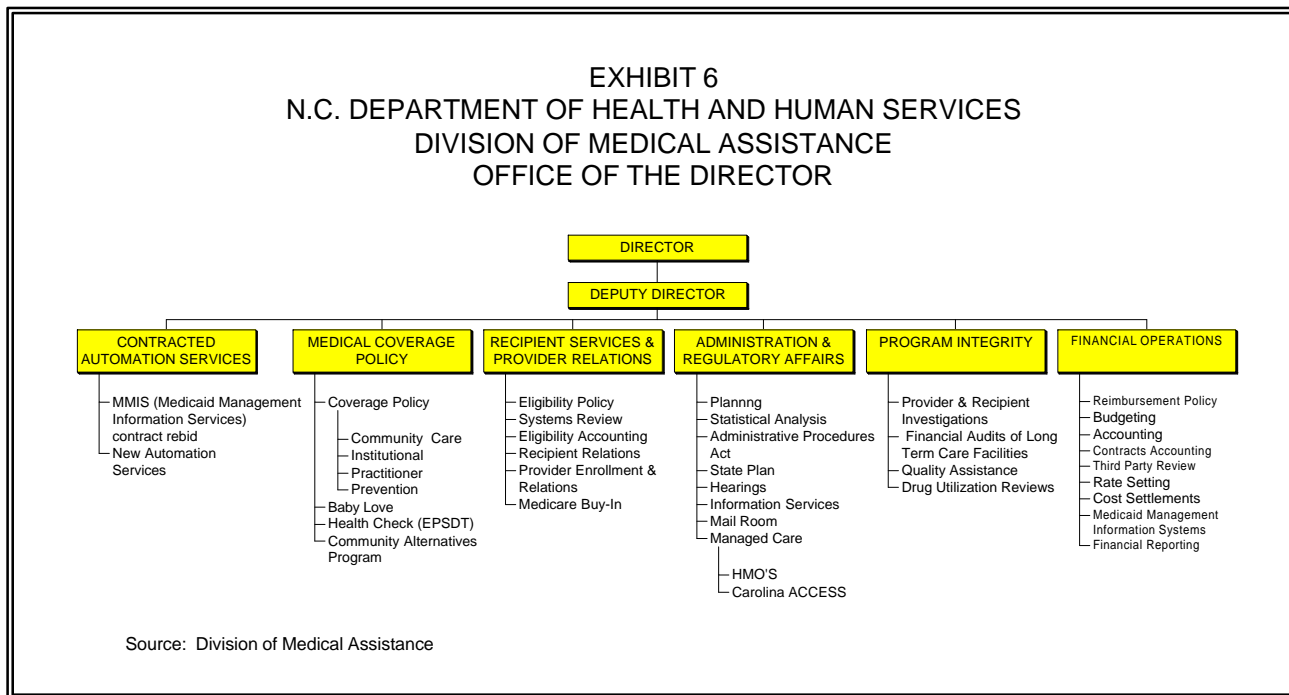 EXHIBIT 6
N.C. DEPARTMENT OF HEALTH AND HUMAN SERVICES
DIVISION OF MEDICAL ASSISTANCE
OFFICE OF THE DIRECTOR
DIRECTOR
DEPUTY DIRECTOR
CONTRACTED
AUTOMATION SERVICES
MMIS (Medicaid Management
Information Services)
contract rebid
New Automation
Services
MEDICAL COVERAGE
POLICY
Coverage Policy
Community Care
Institutional
Practitioner
Prevention
Baby Love
Health Check (EPSDT)
Community Alternatives
Program
RECIPIENT SERVICES &
PROVIDER RELATIONS
Eligibility Policy
Systems Review
Eligibility Accounting
Recipient Relations
Provider Enrollment &
Relations
Medicare Buy-In
ADMINISTRATION &
REGULATORY AFFAIRS
Plannng
Statistical Analysis
Administrative Procedures
Act
State Plan
Hearings
Information Services
Mail Room
Managed Care
HMO'S
Carolina ACCESS
PROGRAM INTEGRITY
Provider & Recipient
Investigations
Financial Audits of Long
Term Care Facilities
Quality Assistance
Drug Utilization Reviews
FINANCIAL OPERATIONS
Reimbursement Policy
Budgeting
Accounting
Contracts Accounting
Third Party Review
Rate Setting
Cost Settlements
Medicaid Management
Information Systems
Financial Reporting
Source: Division of Medical Assistance